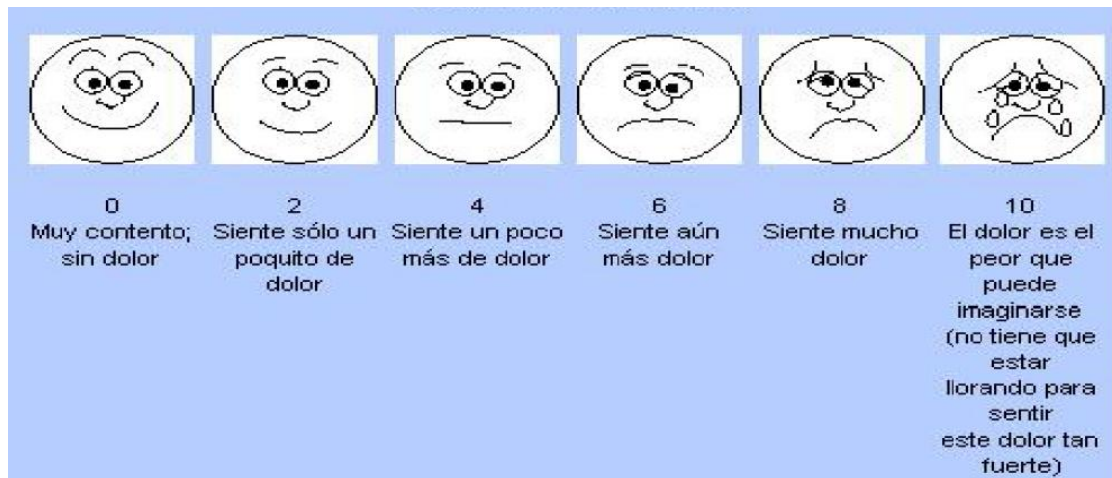 0
Muy contento;
sin dolor
2
Siente sólo un
poquito de
dolor
4
Siente un poco
más de dolor
6
Siente aún
más dolor
8
Siente mucho
dolor
10
El dolor es el
peor que
puede
imaginarse
(no tiene que
estar
llorando para
sentir
este dolor tan
fuerte)